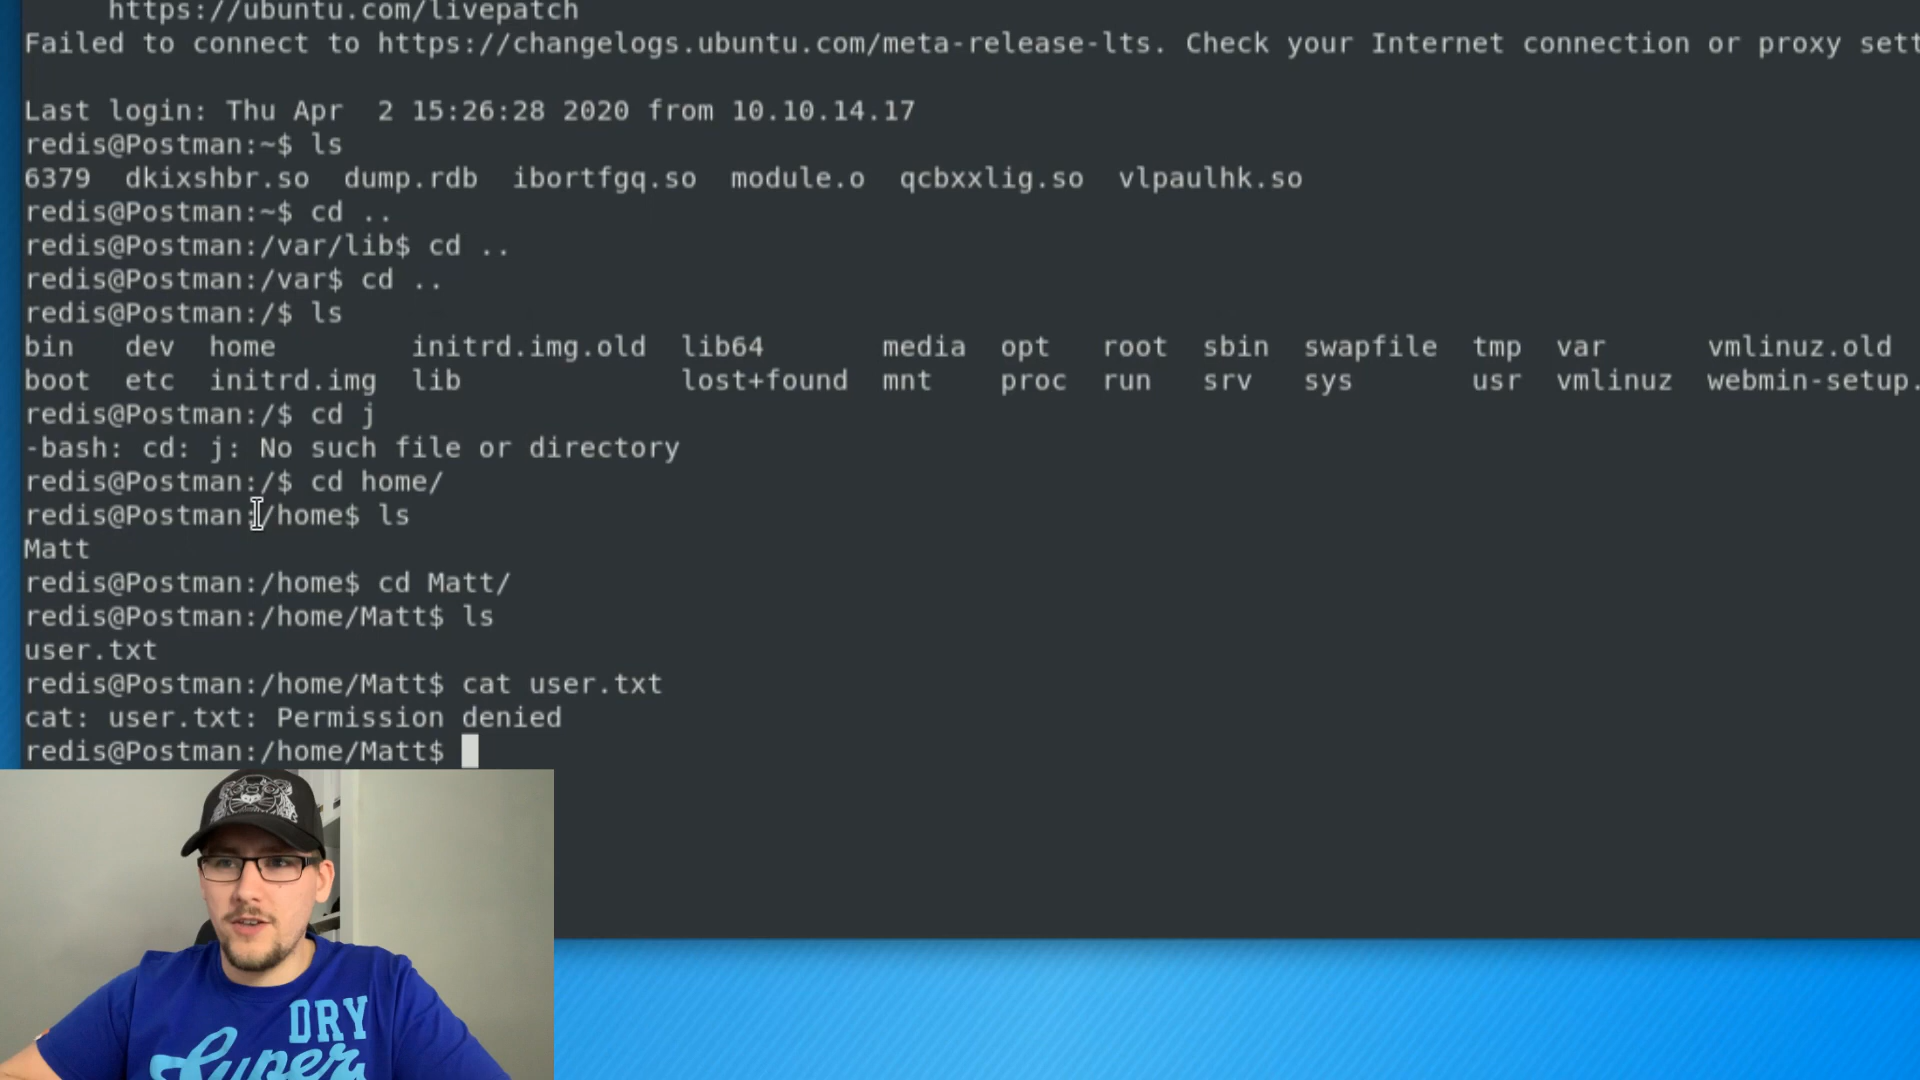 https://ubuntu.com/livepatch
Failed to connect to https://changelogs.ubuntu.com/meta-release-lts. Check your Internet connection or proxy sett
Last login: Thu Apr  2 15:26:28 2020 from 10.10.14.17
redis@Postman:~$ ls
6379  dkixshbr.so  dump.rdb  ibortfgq.so  module.o  qcbxxlig.so  vlpaulhk.so
redis@Postman:~$ cd ..
redis@Postman:/var/lib$ cd ..
redis@Postman:/var$ cd ..
redis@Postman:/$ ls
bin   dev  home        initrd.img.old  lib64       media  opt   root  sbin  swapfile  tmp  var      vmlinuz.old
boot  etc  initrd.img  lib             lost+found  mnt    proc  run   srv   sys       usr  vmlinuz  webmin-setup.
redis@Postman:/$ cd j
-bash: cd: j: No such file or directory
redis@Postman:/$ cd home/
redis@Postman:/home$ ls
Matt
redis@Postman:/home$ cd Matt/
redis@Postman:/home/Matt$ ls
user.txt
redis@Postman:/home/Matt$ cat user.txt
cat: user.txt: Permission denied
redis@Postman:/home/Matt$
DRY
Super